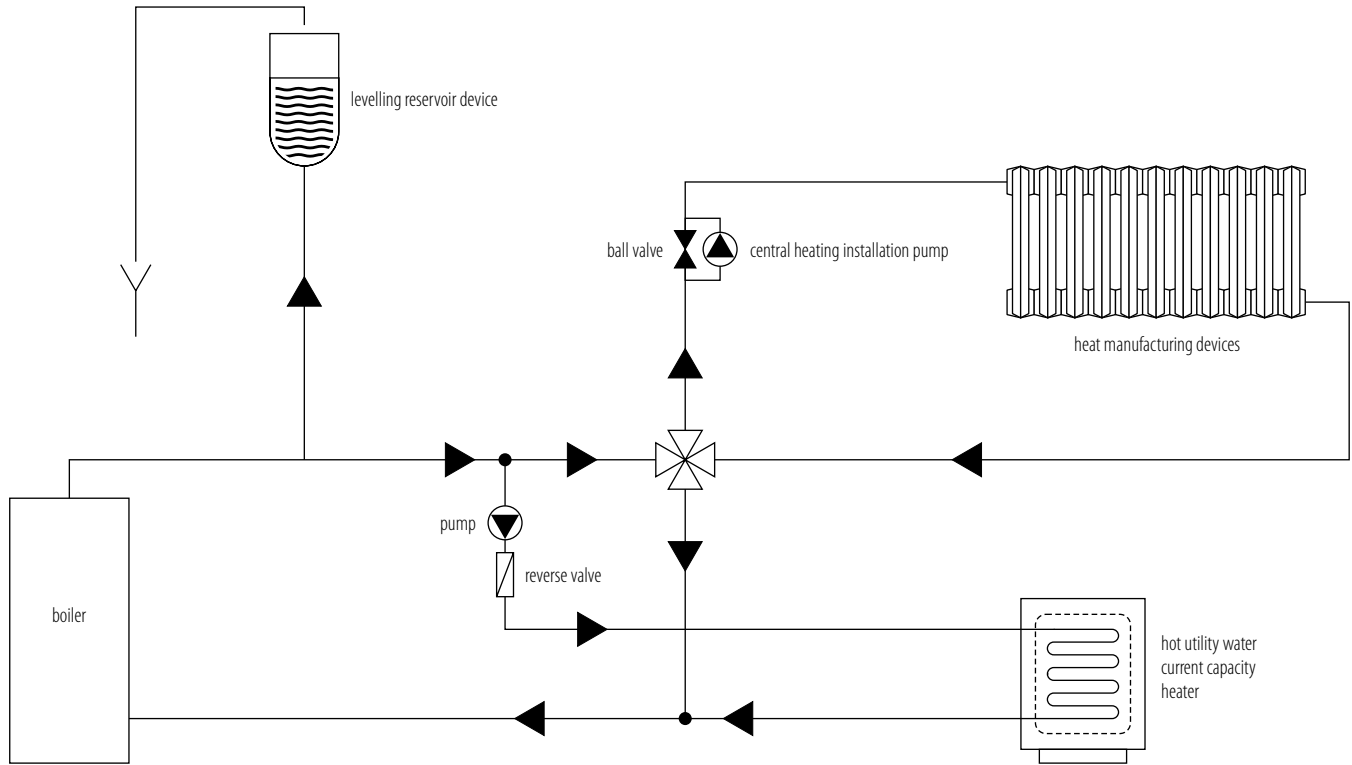 levelling reservoir device
ball valve
central heating installation pump
heat manufacturing devices
pump
reverse valve
boiler
hot utility water
current capacity
heater